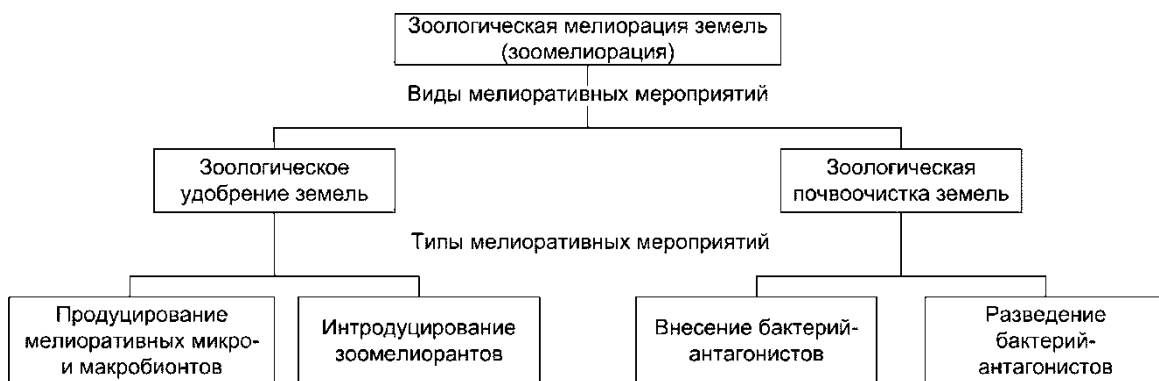 Зоологическая мелиорация земель
(зоомелиорация)
Виды мелиоративных мероприятий
Зоологическое
удобрение земель
Зоологическая
почвоочистка земель
Типы мелиоративных мероприятий
Продуцирование
мелиоративных микро-
и макробионтов
Интродуцирование
зоомелиорантов
Внесение бактерий-
антагонистов
Разведение
бактерий-
антагонистов